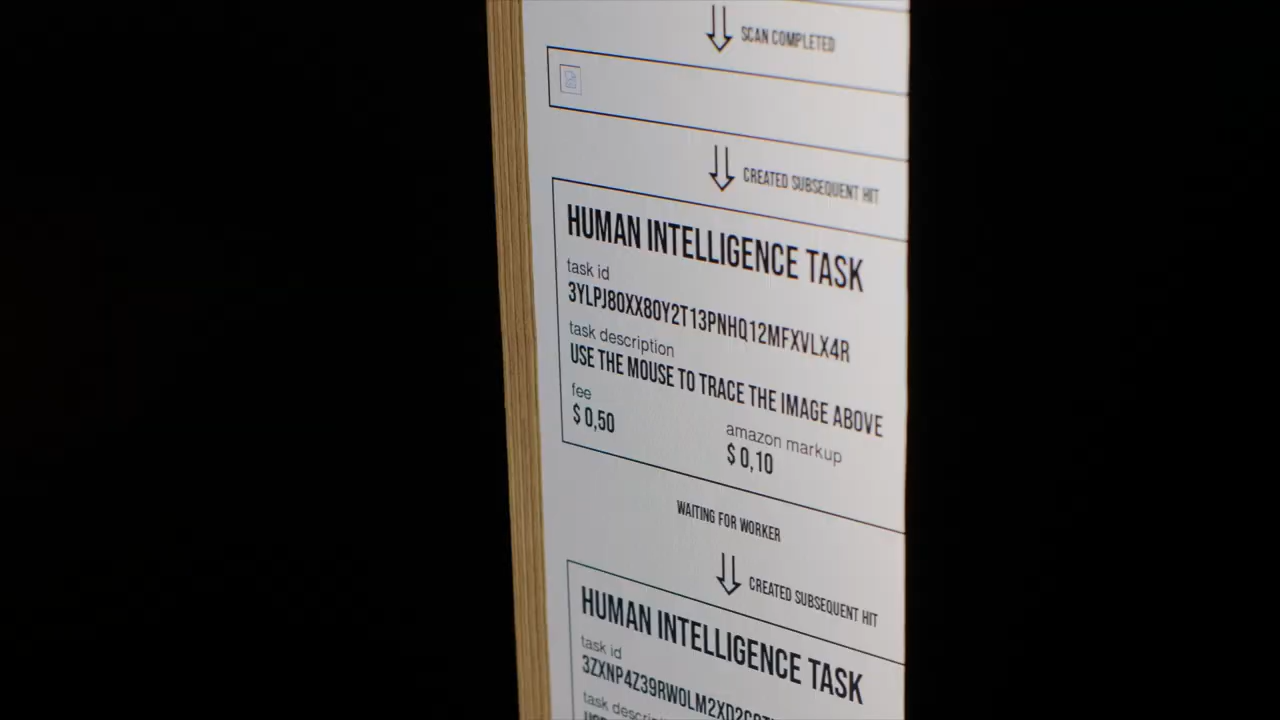 SCAN COMPLETED
CREATED SUBSEQUENT HIT
HUMAN INTELLIGENCE TASK
task id
3YLPJ8OXX8OY2T13PNHQ12MFXVLX4R
task description
USE THE MOUSE TO TRACE THE IMAGE ABOVE
fee
$ 0,50
amazon markup
$ 0,10
WAITING FOR WORKER
CREATED SUBSEQUENT HIT
HUMAN INTELLIGENCE TASK
task id